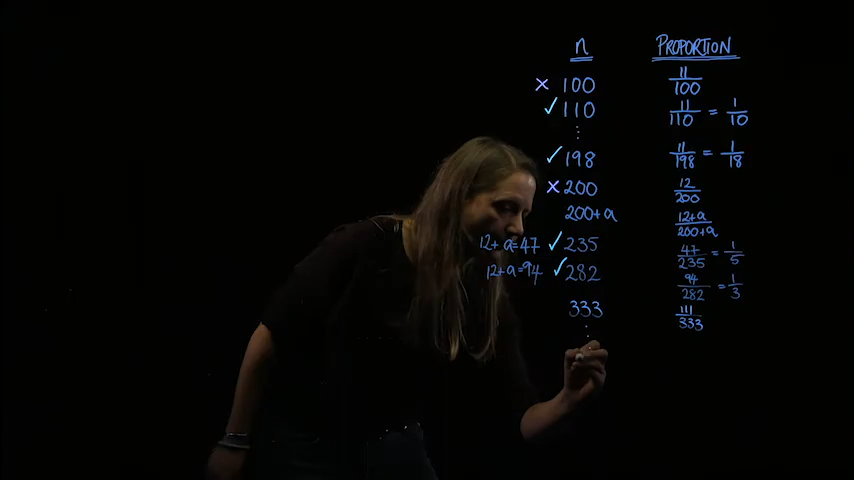 n PROPORTION
× 100 11/100
✓ 110 11/110 = 1/10
⋮
✓ 198 11/198 = 1/18
× 200 12/200
200+a 12+a/200+a
12+a=47 ✓ 235 47/235 = 1/5
12+a=94 ✓ 282 94/282 = 1/3
333 111/333
⋮